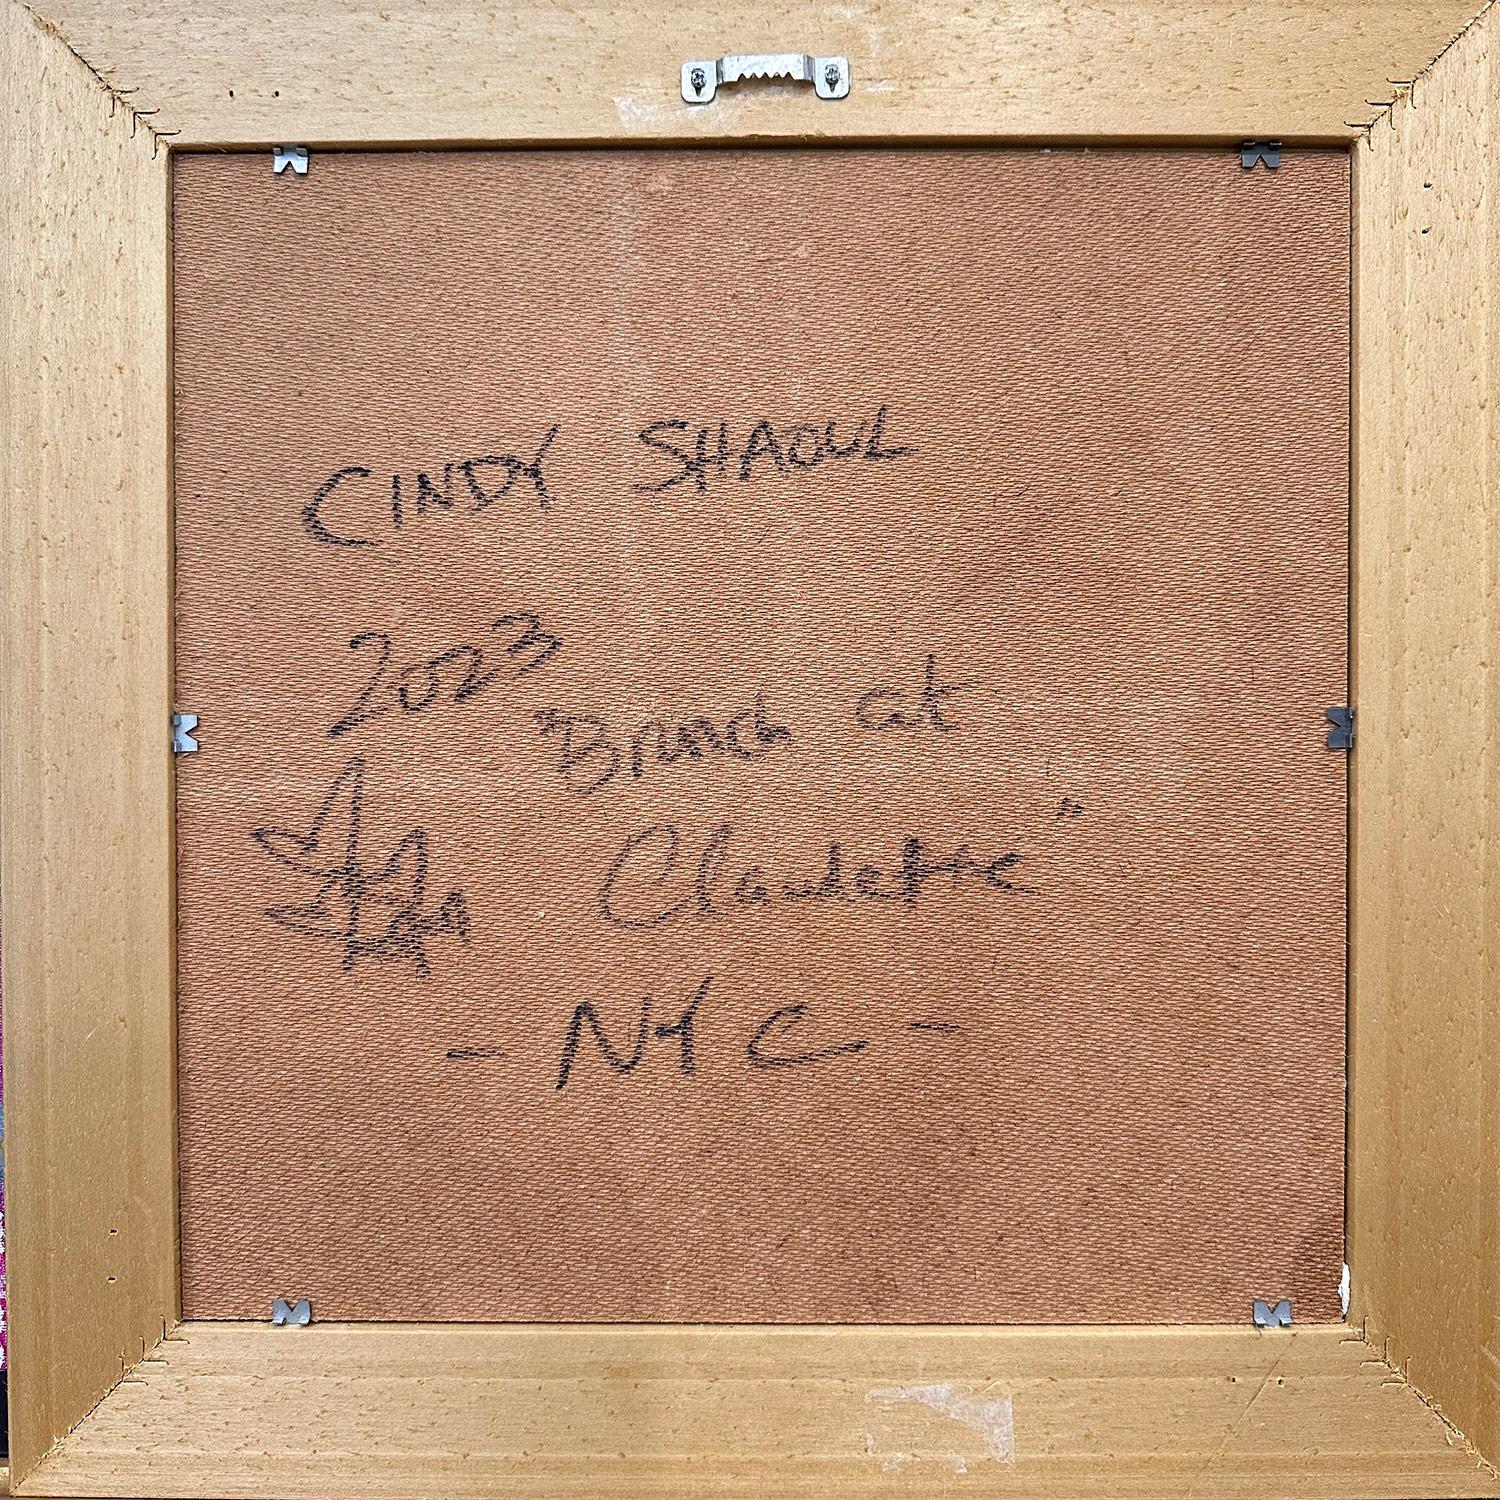 CINDY SHAOUL
2023
"Brunch at
Claudette"
- NYC -